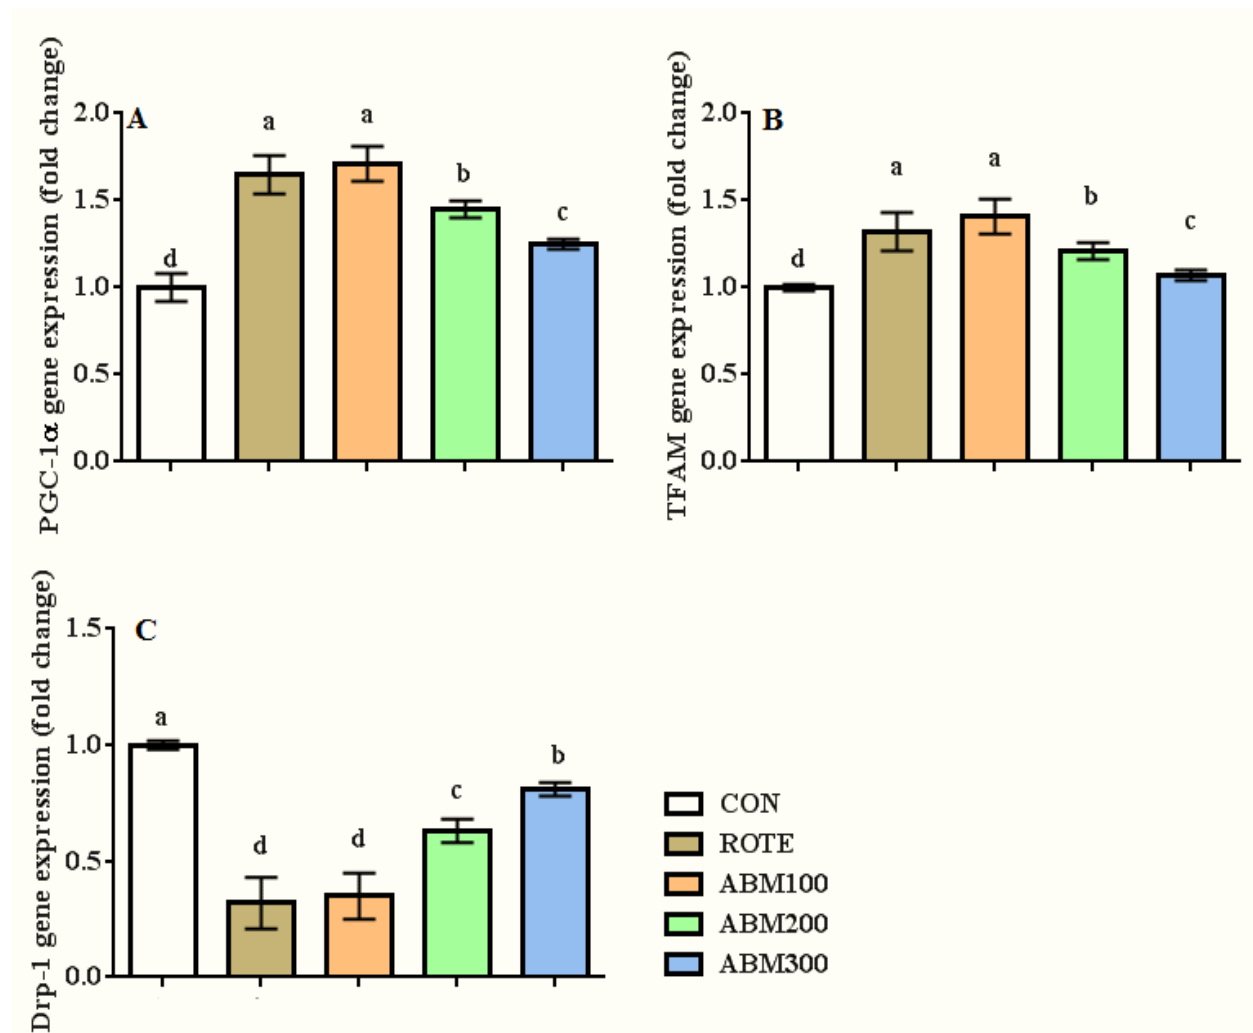 PGC-1α gene expression (fold change)
A
2.0
1.5
1.0
0.5
0.0
d
a
a
b
c
TFAM gene expression (fold change)
B
2.0
1.5
1.0
0.5
0.0
d
a
a
b
c
Drp-1 gene expression (fold change)
C
1.5
1.0
0.5
0.0
a
d
d
c
b
CON
ROTE
ABM100
ABM200
ABM300